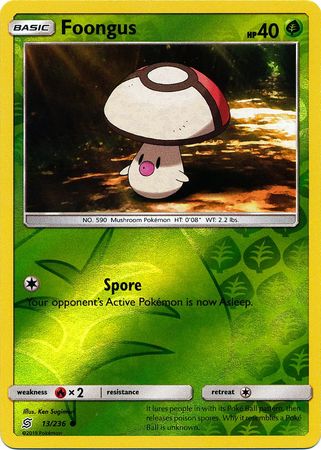 BASIC Foongus HP40
NO. 590 Mushroom Pokémon HT: 0'08" WT: 2.2 lbs.
Spore
Your opponent's Active Pokémon is now Asleep.
weakness ×2 resistance retreat
Illus. Ken Sugimori
13/236
©2019 Pokémon
It lures people in with its Poké Ball pattern, then
releases poison spores. Why it resembles a Poké
Ball is unknown.